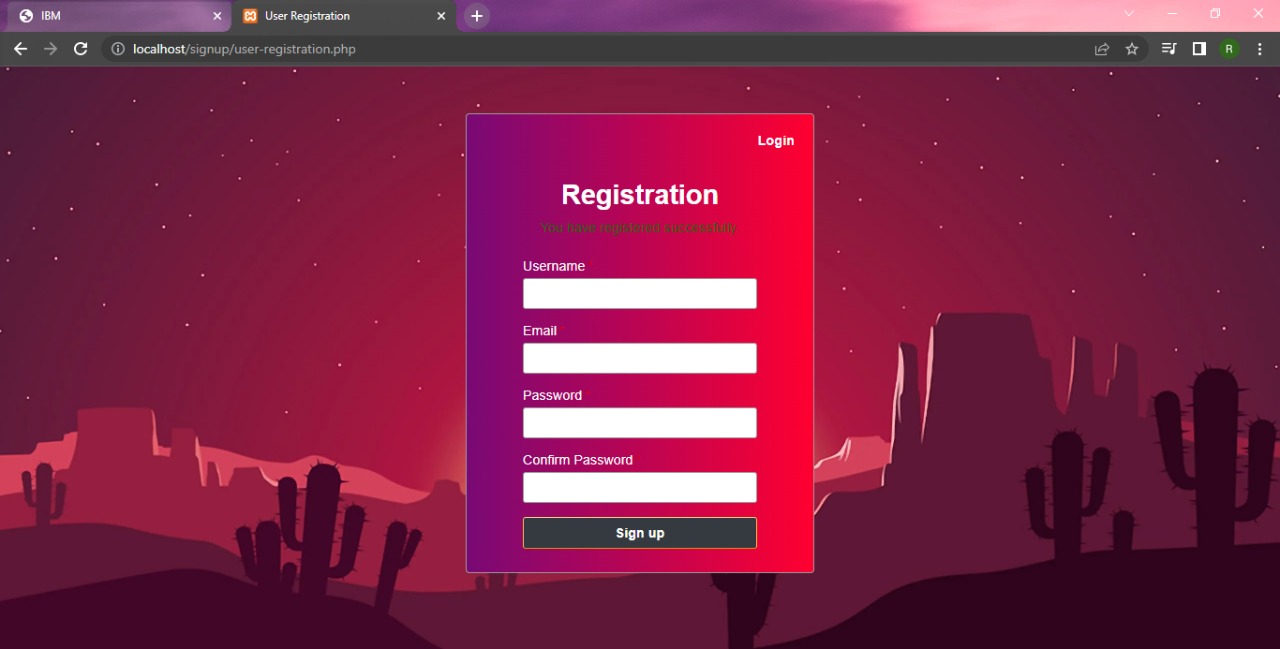 IBM
User Registration
localhost/signup/user-registration.php
R
Login
Registration
You have registered successfully
Username
Email *
Password
Confirm Password
Sign up